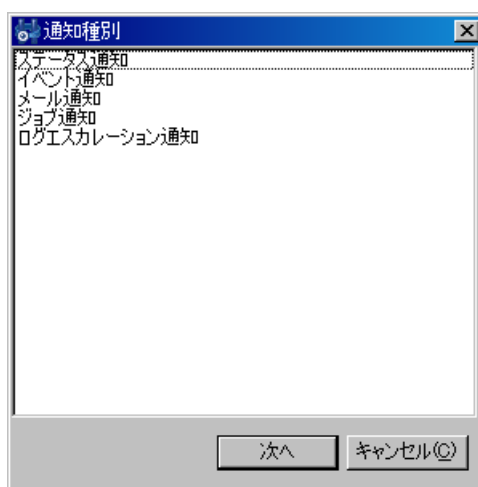 通知種別
ステータス通知
イベント通知
メール通知
ジョブ通知
ログエスカレーション通知
次へ
キャンセル(C)